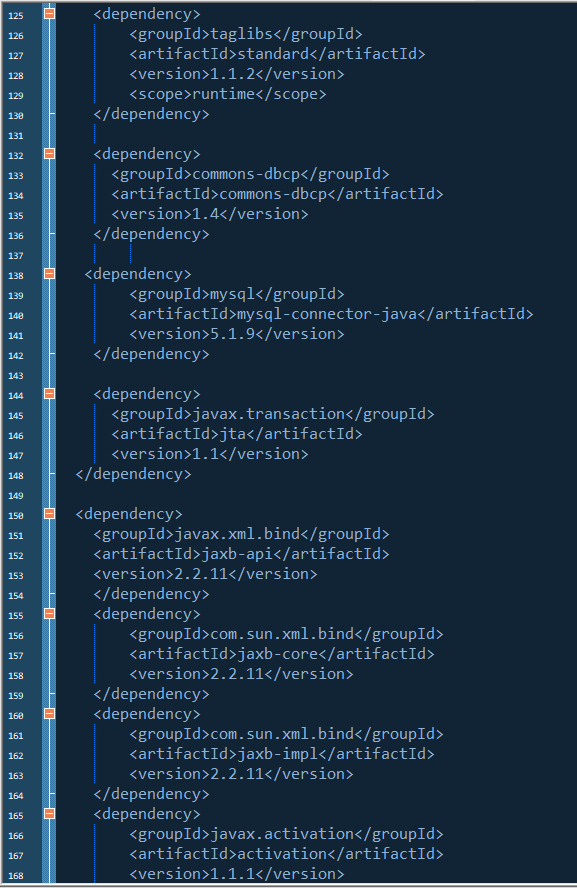 125 <dependency>
126 <groupId>taglibs</groupId>
127 <artifactId>standard</artifactId>
128 <version>1.1.2</version>
129 <scope>runtime</scope>
130 </dependency>
131
132 <dependency>
133 <groupId>commons-dbcp</groupId>
134 <artifactId>commons-dbcp</artifactId>
135 <version>1.4</version>
136 </dependency>
137
138 <dependency>
139 <groupId>mysql</groupId>
140 <artifactId>mysql-connector-java</artifactId>
141 <version>5.1.9</version>
142 </dependency>
143
144 <dependency>
145 <groupId>javax.transaction</groupId>
146 <artifactId>jta</artifactId>
147 <version>1.1</version>
148 </dependency>
149
150 <dependency>
151 <groupId>javax.xml.bind</groupId>
152 <artifactId>jaxb-api</artifactId>
153 <version>2.2.11</version>
154 </dependency>
155 <dependency>
156 <groupId>com.sun.xml.bind</groupId>
157 <artifactId>jaxb-core</artifactId>
158 <version>2.2.11</version>
159 </dependency>
160 <dependency>
161 <groupId>com.sun.xml.bind</groupId>
162 <artifactId>jaxb-impl</artifactId>
163 <version>2.2.11</version>
164 </dependency>
165 <dependency>
166 <groupId>javax.activation</groupId>
167 <artifactId>activation</artifactId>
168 <version>1.1.1</version>